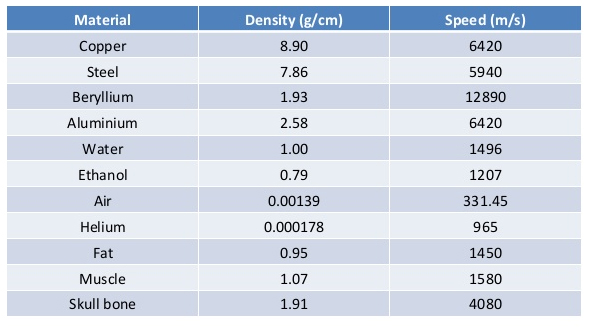 Material Density (g/cm) Speed (m/s)
Copper 8.90 6420
Steel 7.86 5940
Beryllium 1.93 12890
Aluminium 2.58 6420
Water 1.00 1496
Ethanol 0.79 1207
Air 0.00139 331.45
Helium 0.000178 965
Fat 0.95 1450
Muscle 1.07 1580
Skull bone 1.91 4080